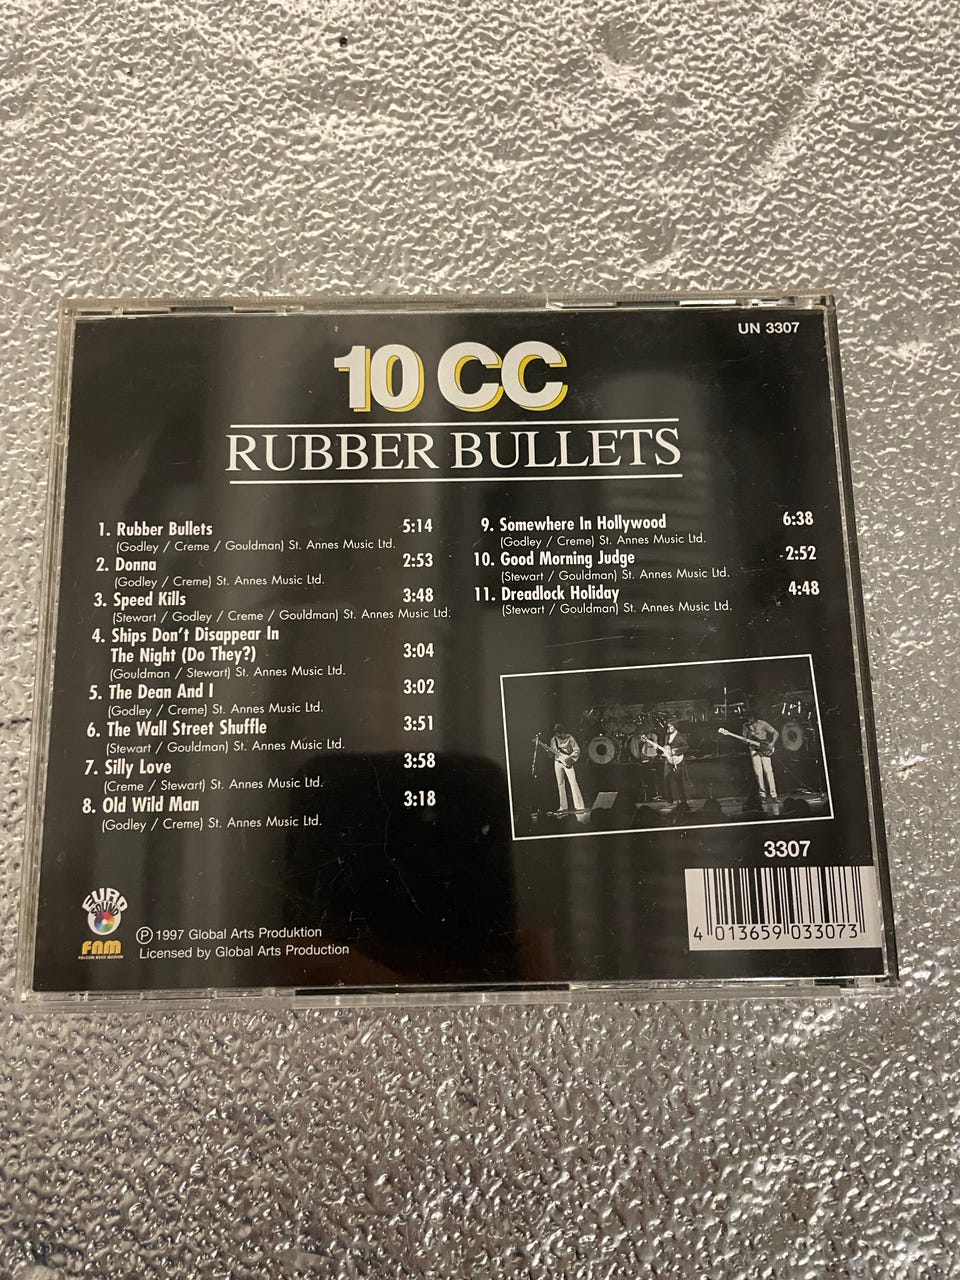 UN 3307
10 CC
RUBBER BULLETS
1. Rubber Bullets 5:14
(Godley / Creme / Gouldman) St. Annes Music Ltd.
2. Donna 2:53
(Godley / Creme) St. Annes Music Ltd.
3. Speed Kills 3:48
(Stewart / Godley / Creme / Gouldman) St. Annes Music Ltd.
4. Ships Don't Disappear In
The Night (Do They?) 3:04
(Gouldman / Stewart) St. Annes Music Ltd.
5. The Dean And I 3:02
(Godley / Creme) St. Annes Music Ltd.
6. The Wall Street Shuffle 3:51
(Stewart / Gouldman) St. Annes Music Ltd.
7. Silly Love 3:58
(Creme / Stewart) St. Annes Music Ltd.
8. Old Wild Man 3:18
(Godley / Creme) St. Annes Music Ltd.
9. Somewhere In Hollywood 6:38
(Godley / Creme) St. Annes Music Ltd.
10. Good Morning Judge 2:52
(Stewart / Gouldman) St. Annes Music Ltd.
11. Dreadlock Holiday 4:48
(Stewart / Gouldman) St. Annes Music Ltd.
3307
4 013659 033073
EURO
SOUND
FNM
Ⓟ 1997 Global Arts Produktion
Licensed by Global Arts Production